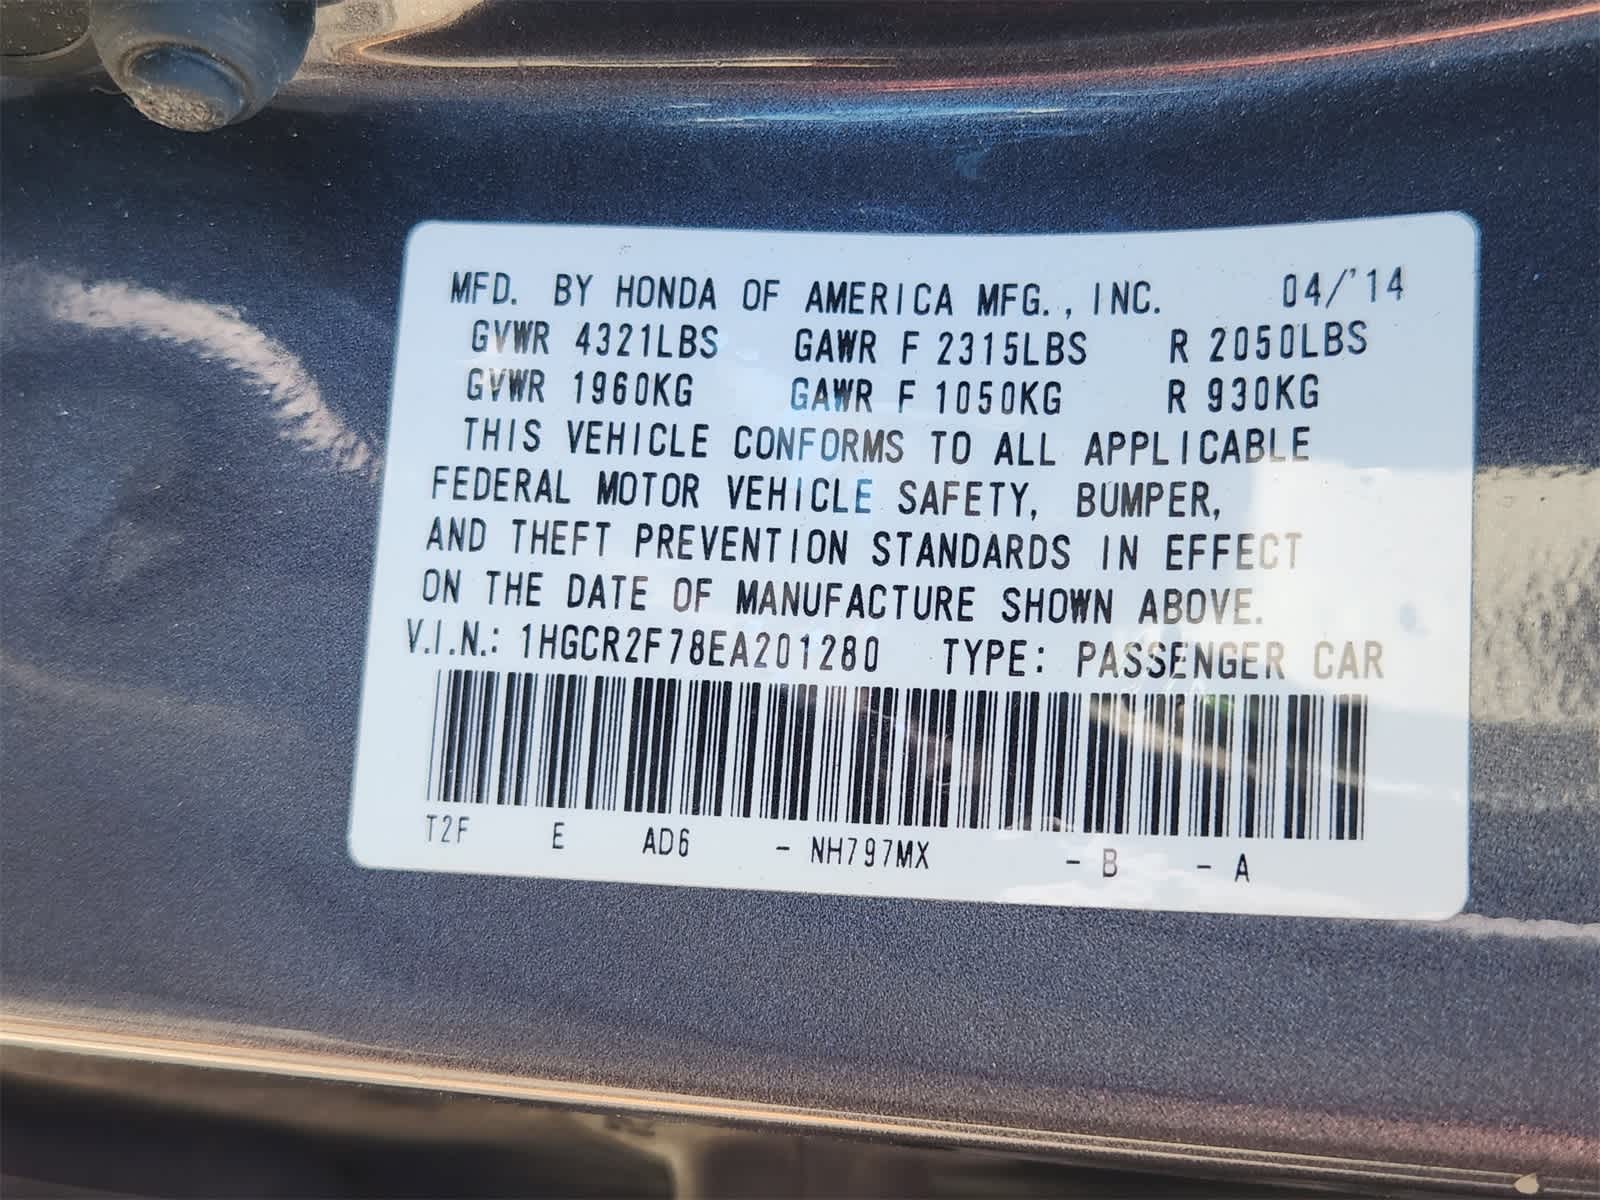 MFD. BY HONDA OF AMERICA MFG., INC. 04/'14
GVWR 4321LBS GAWR F 2315LBS R 2050LBS
GVWR 1960KG GAWR F 1050KG R 930KG
THIS VEHICLE CONFORMS TO ALL APPLICABLE
FEDERAL MOTOR VEHICLE SAFETY, BUMPER,
AND THEFT PREVENTION STANDARDS IN EFFECT
ON THE DATE OF MANUFACTURE SHOWN ABOVE.
V.I.N.: 1HGCR2F78EA201280 TYPE: PASSENGER CAR
T2F E AD6 - NH797MX - B - A